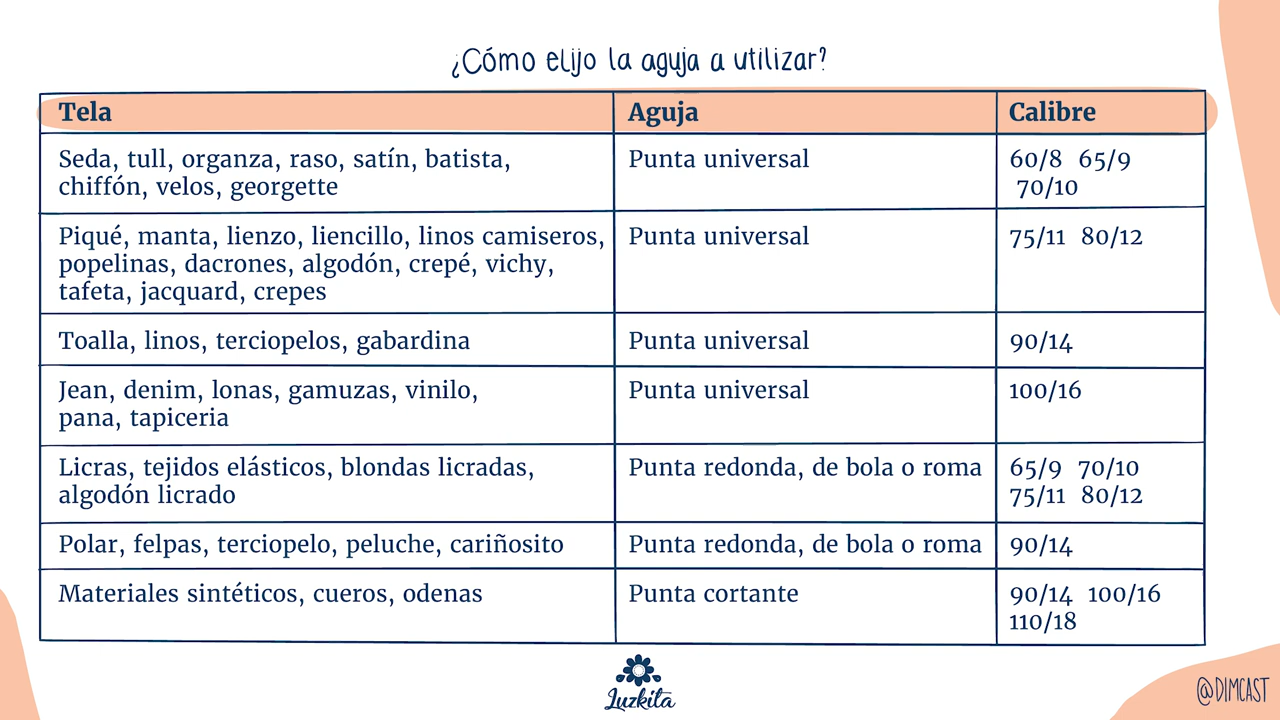 ¿Cómo elijo la aguja a utilizar?
Tela Aguja Calibre
Seda, tull, organza, raso, satín, batista, Punta universal 60/8 65/9
chiffón, velos, georgette 70/10
Piqué, manta, lienzo, liencillo, linos camiseros, Punta universal 75/11 80/12
popelinas, dacrones, algodón, crepé, vichy,
tafeta, jacquard, crepes
Toalla, linos, terciopelos, gabardina Punta universal 90/14
Jean, denim, lonas, gamuzas, vinilo, Punta universal 100/16
pana, tapiceria
Licras, tejidos elásticos, blondas licradas, Punta redonda, de bola o roma 65/9 70/10
algodón licrado 75/11 80/12
Polar, felpas, terciopelo, peluche, cariñosito Punta redonda, de bola o roma 90/14
Materiales sintéticos, cueros, odenas Punta cortante 90/14 100/16
110/18
Luzkita
@DIMCAST